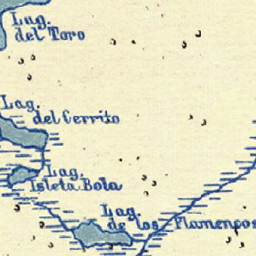 Lag.
del Toro
Lag.
del Cerrito
Lag.
Isleta Bola
Lag.
de los Flamencos